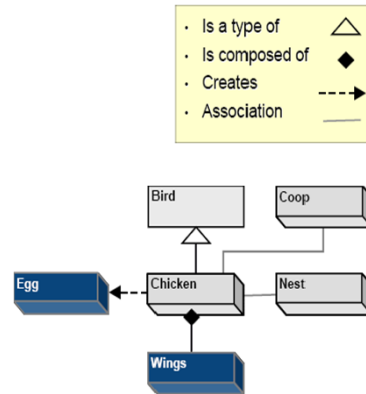 · Is a type of
· Is composed of
· Creates
· Association
Bird
Coop
Egg
Chicken
Nest
Wings